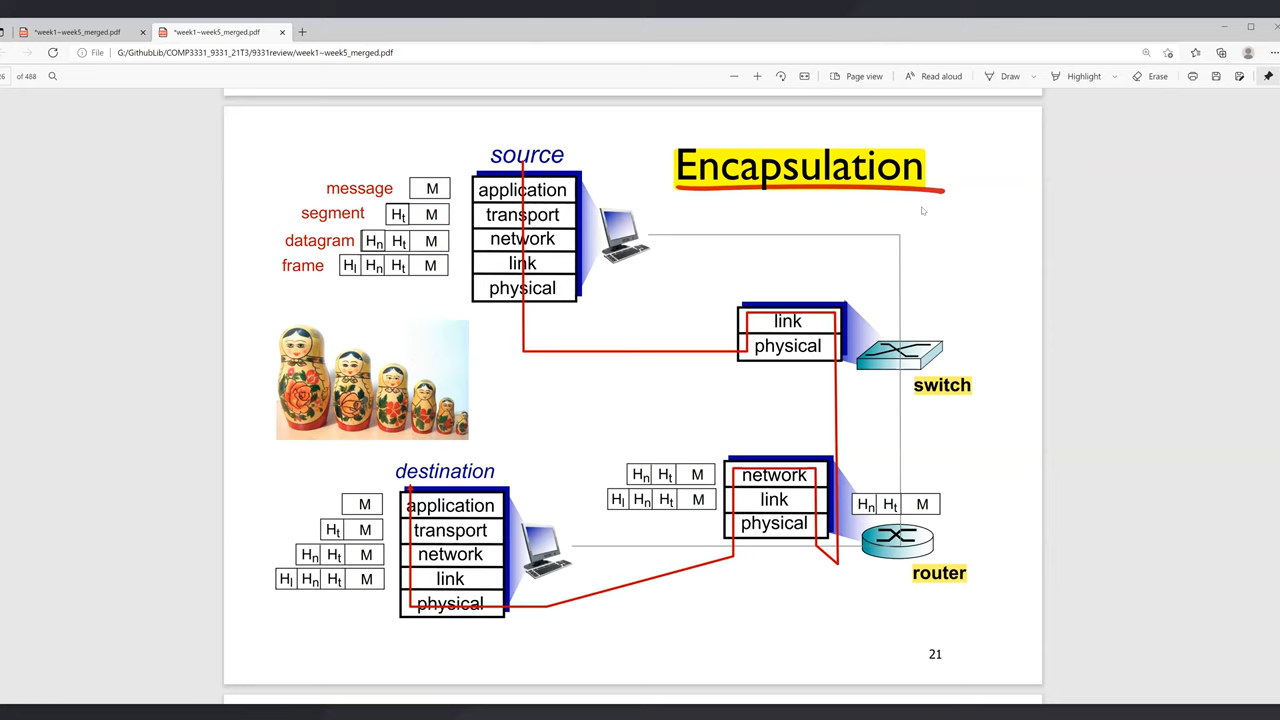 *week1~week5_merged.pdf
*week1~week5_merged.pdf
File G:/GithubLib/COMP3331_9331_21T3/9331review/week1~week5_merged.pdf
of 488
Page view
Read aloud
Draw
Highlight
Erase
source
Encapsulation
message M
application
segment Ht M
transport
datagram Hn Ht M
network
frame Hl Hn Ht M
link
physical
link
physical
switch
destination
M
application
Ht M
transport
Hn Ht M
network
Hl Hn Ht M
link
physical
Hn Ht M
network
Hl Hn Ht M
link
physical
Hn Ht M
router
21